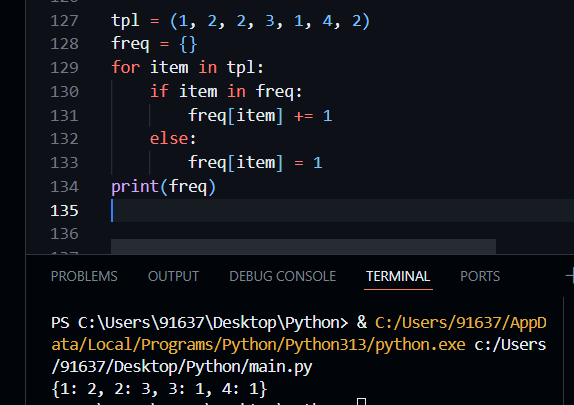 127 tpl = (1, 2, 2, 3, 1, 4, 2)
128 freq = {}
129 for item in tpl:
130     if item in freq:
131         freq[item] += 1
132     else:
133         freq[item] = 1
134 print(freq)
135
136
PROBLEMS OUTPUT DEBUG CONSOLE TERMINAL PORTS
PS C:\Users\91637\Desktop\Python> & C:/Users/91637/AppD
ata/Local/Programs/Python/Python313/python.exe c:/Users
/91637/Desktop/Python/main.py
{1: 2, 2: 3, 3: 1, 4: 1}